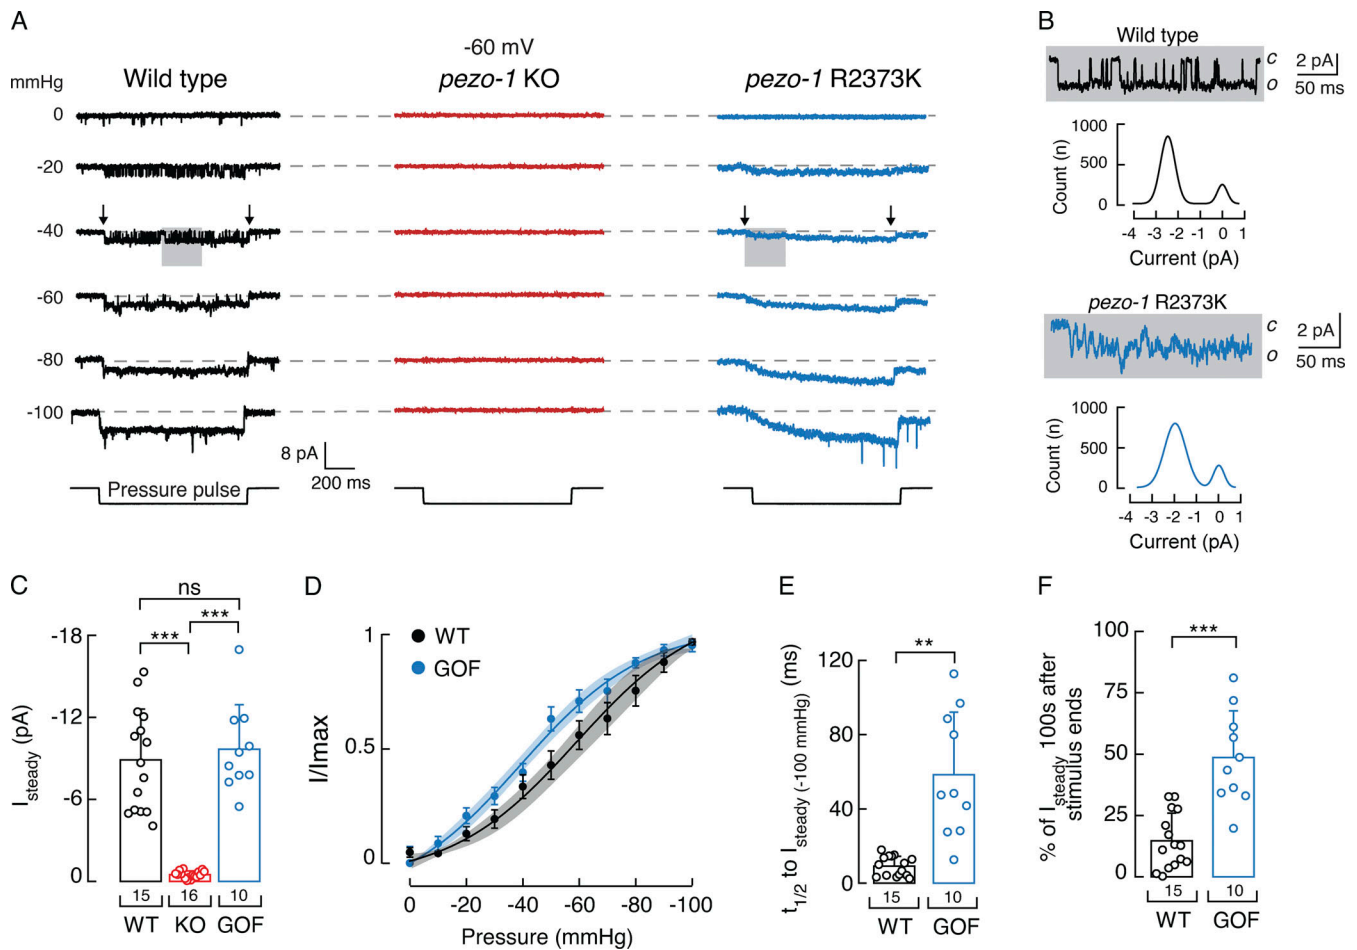 A
-60 mV
mmHg
Wild type
pezo-1 KO
pezo-1 R2373K
0
-20
-40
-60
-80
-100
8 pA
200 ms
Pressure pulse
B
Wild type
c
o
2 pA
50 ms
Count (n)
1000
500
0
-4 -3 -2 -1 0 1
Current (pA)
pezo-1 R2373K
c
o
2 pA
50 ms
Count (n)
1000
500
0
-4 -3 -2 -1 0 1
Current (pA)
C
ns
*** ***
Isteady (pA)
-18
-12
-6
0
15 16 10
WT KO GOF
D
WT
GOF
I/Imax
1
0.5
0
0 -20 -40 -60 -80 -100
Pressure (mmHg)
E
**
t1/2 to Isteady (-100 mmHg) (ms)
120
80
40
0
15 10
WT GOF
F
***
% of Isteady 100s after
stimulus ends
100
75
50
25
0
15 10
WT GOF